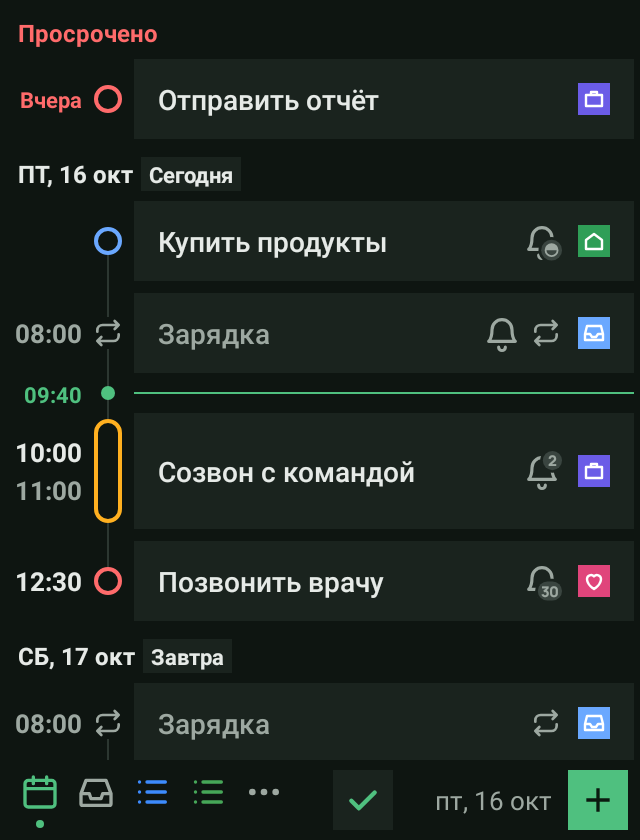 Просрочено
Вчера Отправить отчёт
ПТ, 16 окт Сегодня
Купить продукты
08:00 Зарядка
09:40
10:00
11:00
Созвон с командой 2
12:30 Позвонить врачу 30
СБ, 17 окт Завтра
08:00 Зарядка
пт, 16 окт